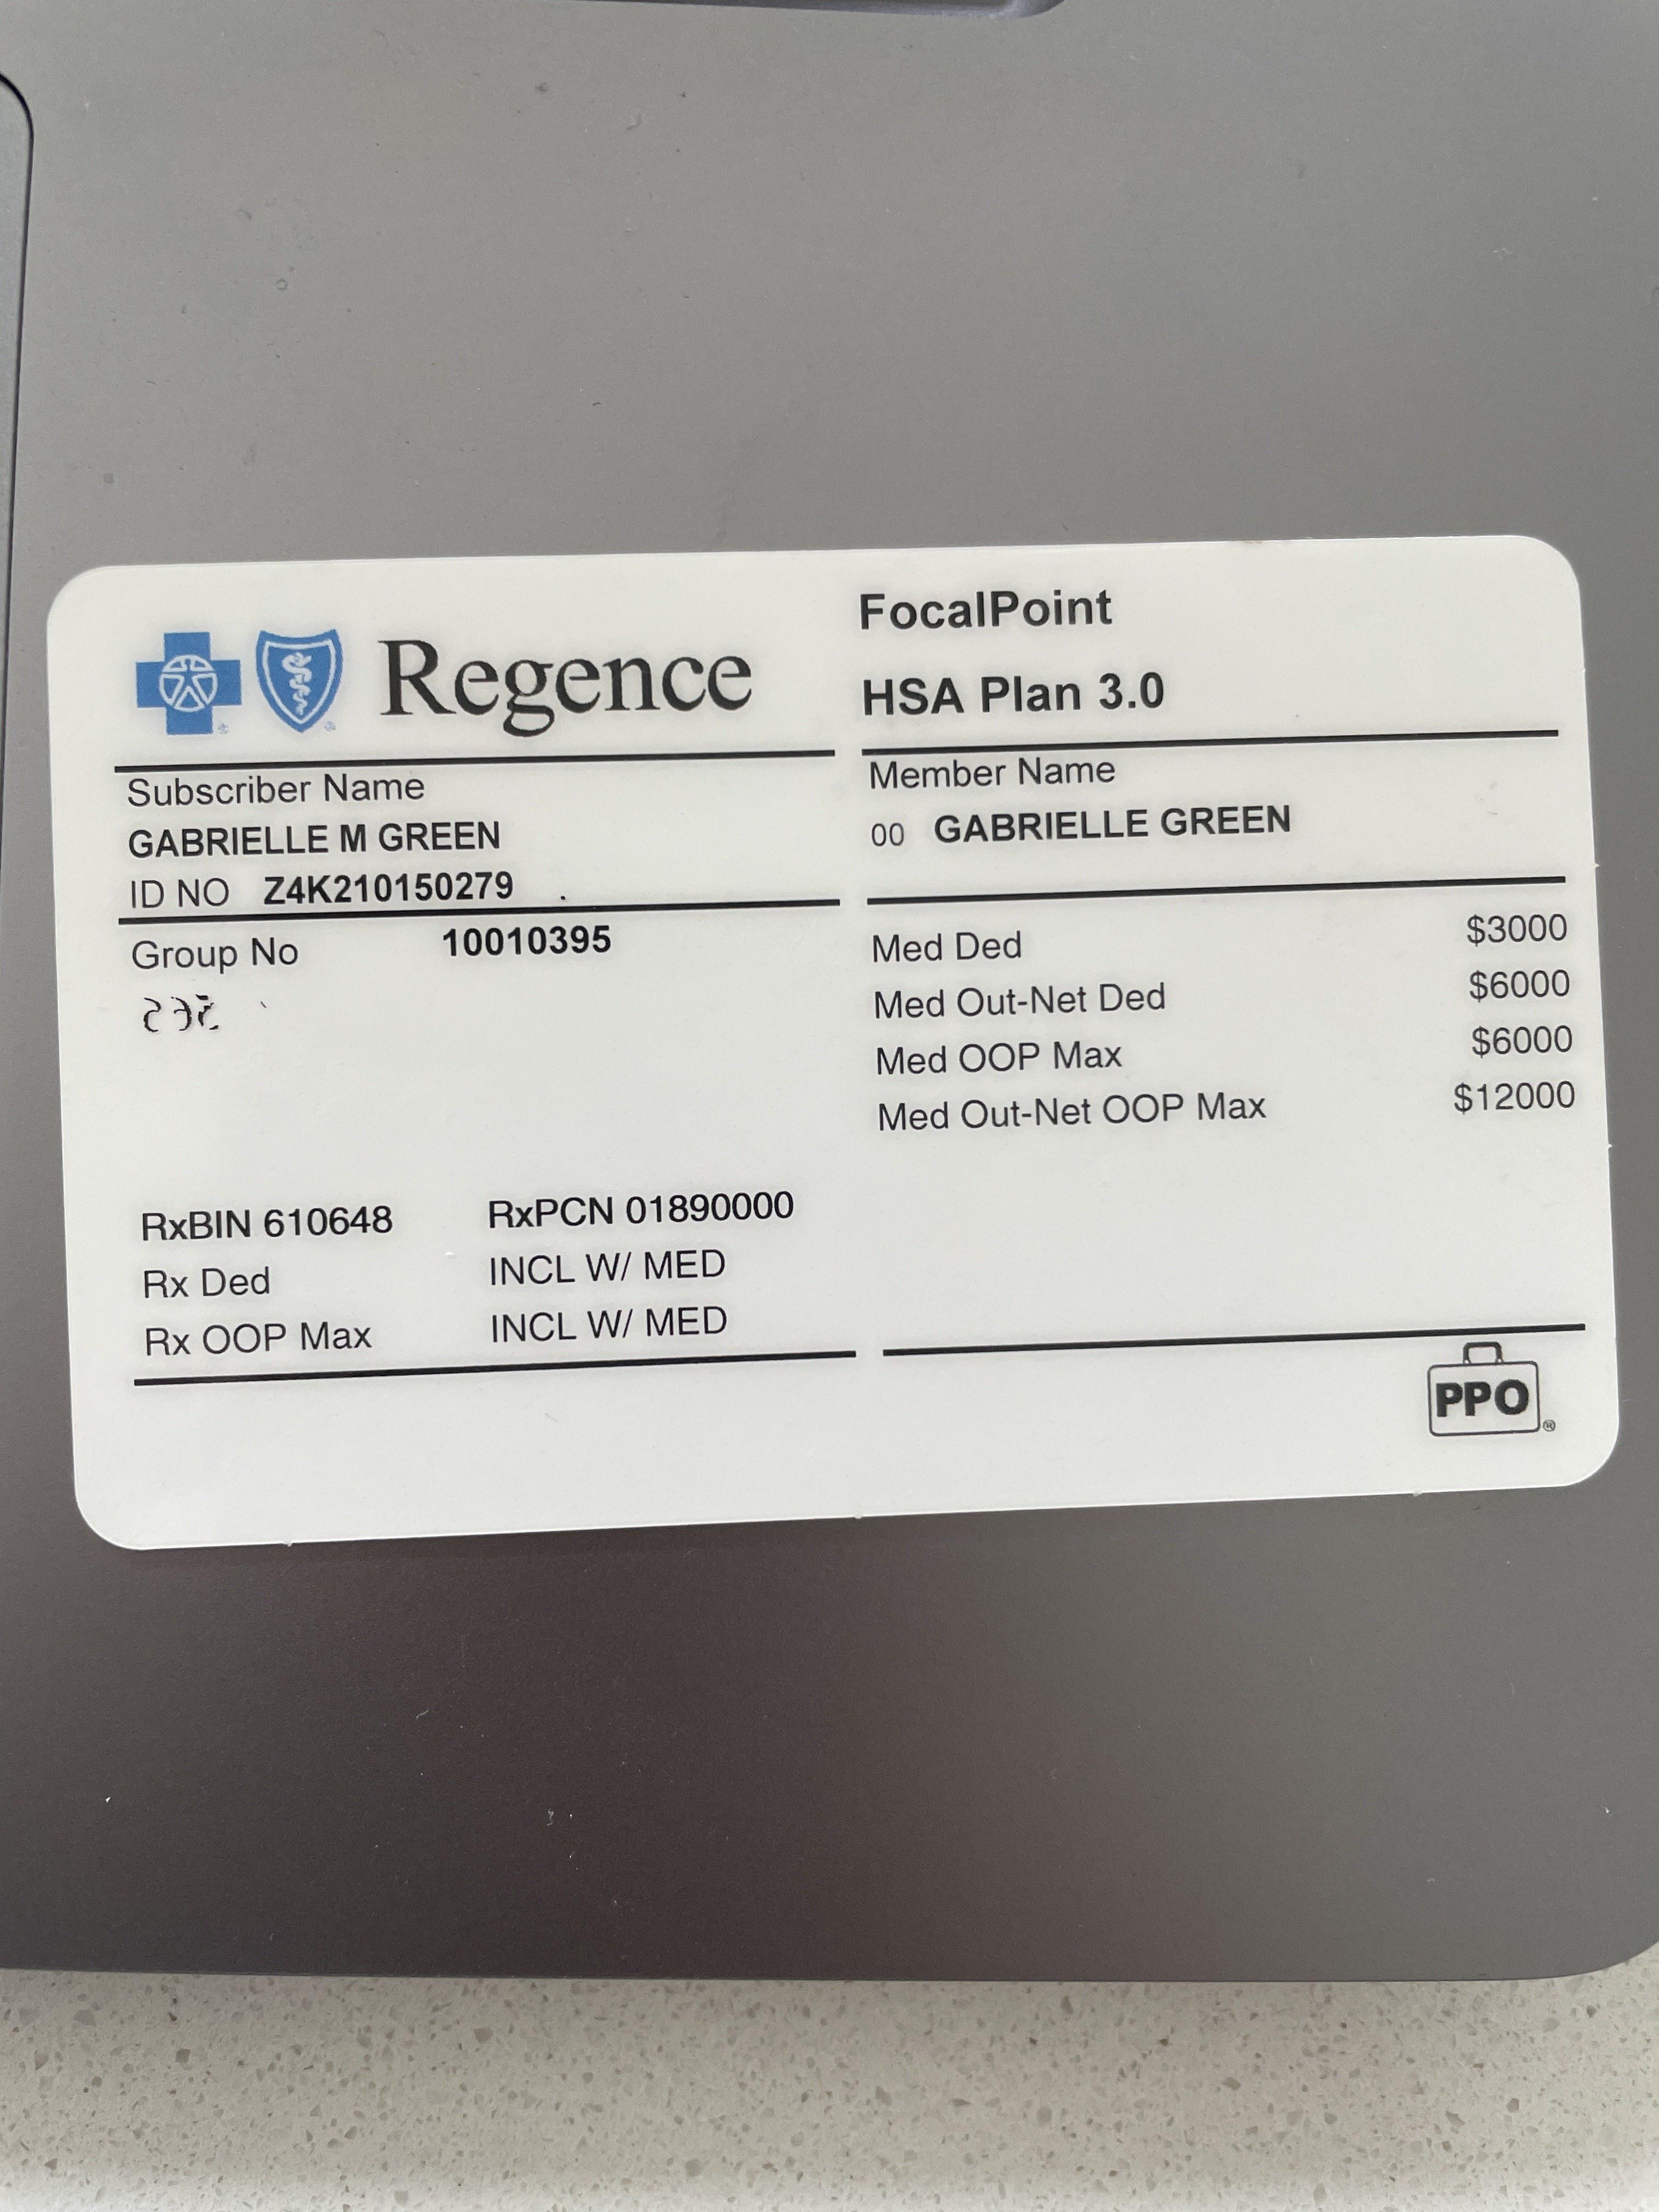 Regence
FocalPoint
HSA Plan 3.0
Subscriber Name
GABRIELLE M GREEN
ID NO Z4K210150279
Member Name
00 GABRIELLE GREEN
Group No 10010395
Med Ded $3000
Med Out-Net Ded $6000
Med OOP Max $6000
Med Out-Net OOP Max $12000
RxBIN 610648 RxPCN 01890000
Rx Ded INCL W/ MED
Rx OOP Max INCL W/ MED
PPO®